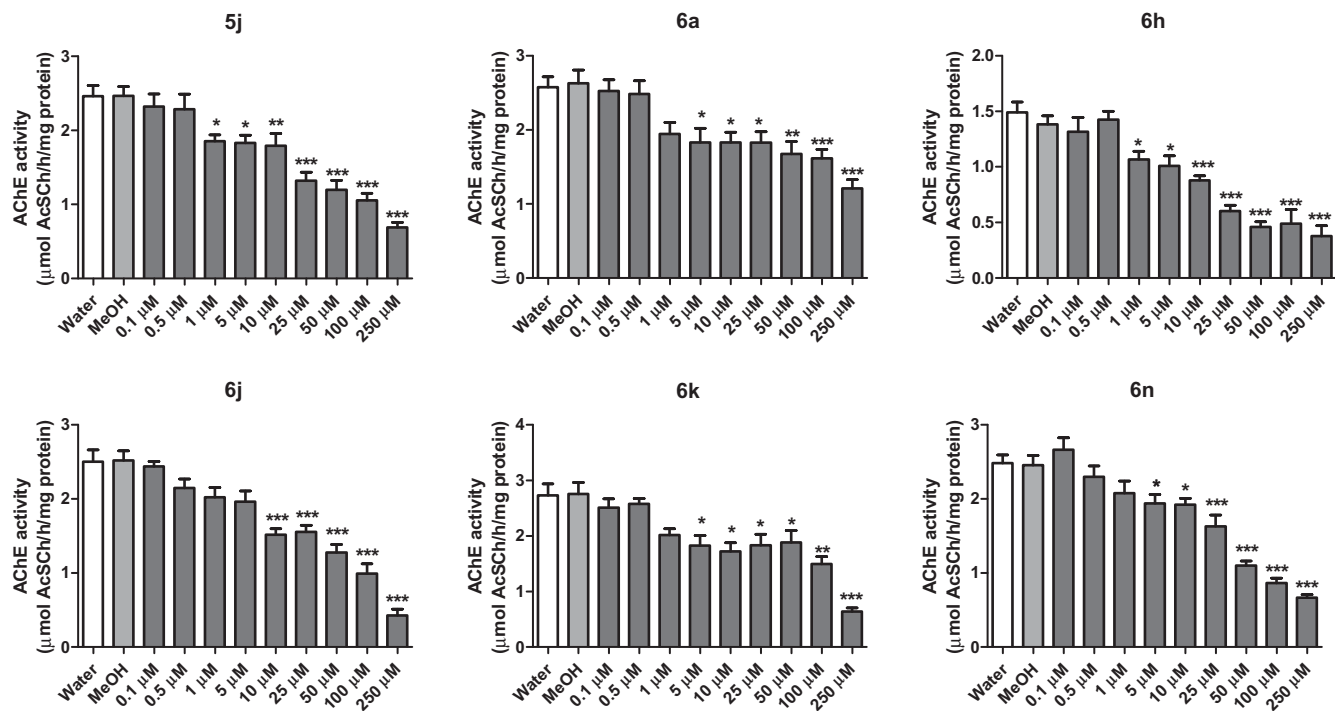 5j
AChE activity
(μmol AcSCh/h/mg protein)
3
2
1
0
* * ** *** *** *** ***
Water MeOH 0.1 μM 0.5 μM 1 μM 5 μM 10 μM 25 μM 50 μM 100 μM 250 μM
6a
AChE activity
(μmol AcSCh/h/mg protein)
3
2
1
0
* * * ** *** ***
Water MeOH 0.1 μM 0.5 μM 1 μM 5 μM 10 μM 25 μM 50 μM 100 μM 250 μM
6h
AChE activity
(μmol AcSCh/h/mg protein)
2.0
1.5
1.0
0.5
0.0
* * *** *** *** *** ***
Water MeOH 0.1 μM 0.5 μM 1 μM 5 μM 10 μM 25 μM 50 μM 100 μM 250 μM
6j
AChE activity
(μmol AcSCh/h/mg protein)
3
2
1
0
*** *** *** *** ***
Water MeOH 0.1 μM 0.5 μM 1 μM 5 μM 10 μM 25 μM 50 μM 100 μM 250 μM
6k
AChE activity
(μmol AcSCh/h/mg protein)
4
3
2
1
0
* * * * ** ***
Water MeOH 0.1 μM 0.5 μM 1 μM 5 μM 10 μM 25 μM 50 μM 100 μM 250 μM
6n
AChE activity
(μmol AcSCh/h/mg protein)
3
2
1
0
* * *** *** *** ***
Water MeOH 0.1 μM 0.5 μM 1 μM 5 μM 10 μM 25 μM 50 μM 100 μM 250 μM